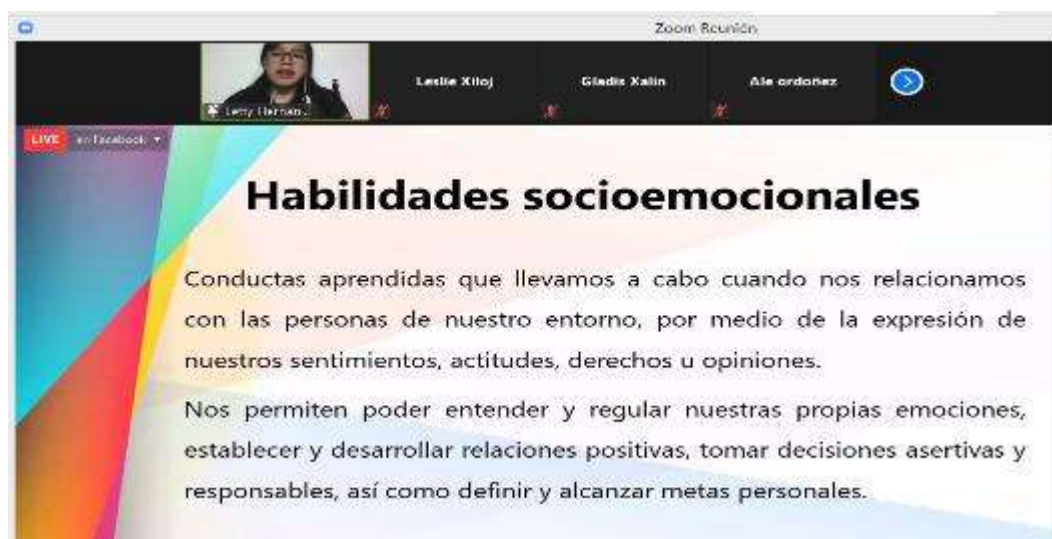 Zoom Reunión
Letty Hernan...
Leslie Xiloj
Gladis Xalin
Ale ordoñez
LIVE en Facebook
Habilidades socioemocionales
Conductas aprendidas que llevamos a cabo cuando nos relacionamos
con las personas de nuestro entorno, por medio de la expresión de
nuestros sentimientos, actitudes, derechos u opiniones.
Nos permiten poder entender y regular nuestras propias emociones,
establecer y desarrollar relaciones positivas, tomar decisiones asertivas y
responsables, así como definir y alcanzar metas personales.